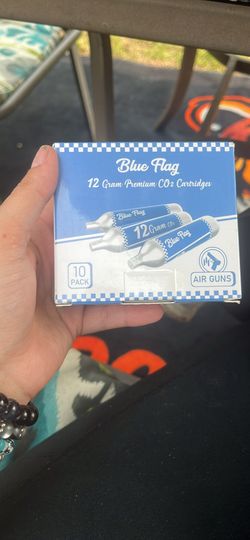 Blue Flag
12 Gram Premium CO2 Cartridges
Blue Flag
12 Gram CO2
Blue Flag
10
PACK
AIR GUNS